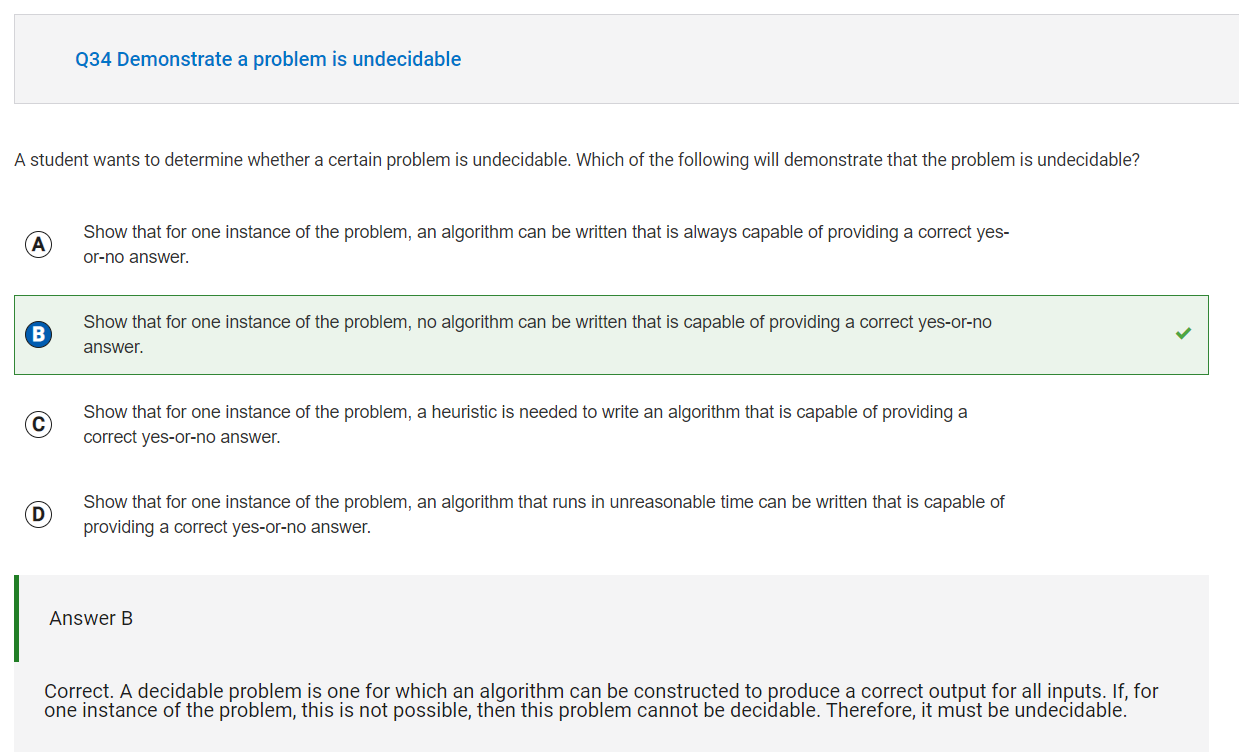 Q34 Demonstrate a problem is undecidable
A student wants to determine whether a certain problem is undecidable. Which of the following will demonstrate that the problem is undecidable?
A Show that for one instance of the problem, an algorithm can be written that is always capable of providing a correct yes-
or-no answer.
B Show that for one instance of the problem, no algorithm can be written that is capable of providing a correct yes-or-no
answer.
C Show that for one instance of the problem, a heuristic is needed to write an algorithm that is capable of providing a
correct yes-or-no answer.
D Show that for one instance of the problem, an algorithm that runs in unreasonable time can be written that is capable of
providing a correct yes-or-no answer.
Answer B
Correct. A decidable problem is one for which an algorithm can be constructed to produce a correct output for all inputs. If, for
one instance of the problem, this is not possible, then this problem cannot be decidable. Therefore, it must be undecidable.